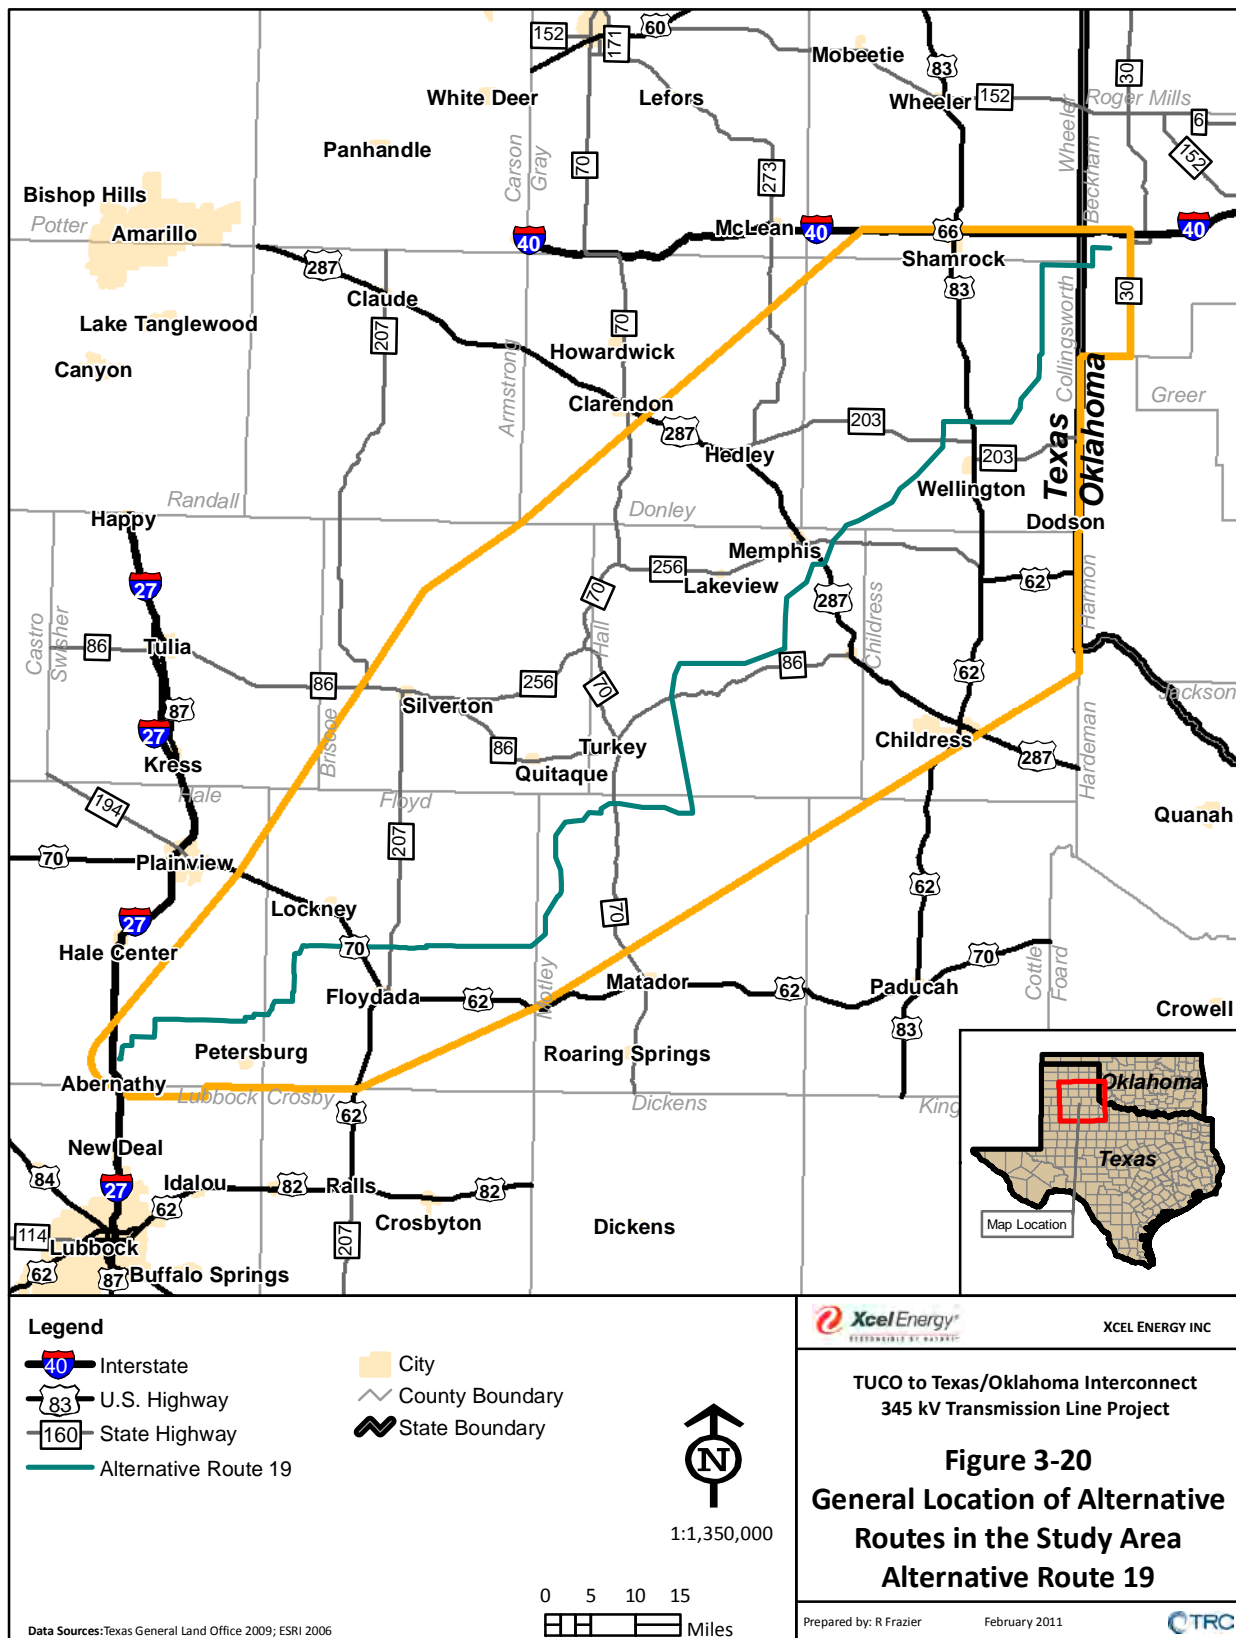 152
171
60
Mobeetie
83
30
White Deer
Lefors
Wheeler
152
Roger Mills
6
Wheeler
Beckham
152
Panhandle
Carson
Gray
70
273
Bishop Hills
Potter
Amarillo
McLean
40
40
66
40
Shamrock
287
Claude
83
30
Lake Tanglewood
207
70
Howardwick
Canyon
Armstrong
Collingsworth
Clarendon
Greer
287
203
Hedley
203
Texas
Oklahoma
Wellington
Randall
Donley
Happy
Dodson
Memphis
256
Lakeview
27
70
287
62
Castro
Swisher
Harmon
86
Tulia
Hall
Childress
86
86
256
70
62
Silverton
Jackson
87
27
Briscoe
86
Turkey
Childress
287
Kress
Quitaque
Hardeman
Hale
Floyd
194
Quanah
207
70
Plainview
62
Lockney
70
27
Hale Center
70
70
Motley
Cottle
Foard
Floydada
62
Matador
62
Paducah
Crowell
83
Petersburg
Roaring Springs
Abernathy
Lubbock
Crosby
Dickens
King
62
New Deal
84
27
Idalou
82
Ralls
82
62
Crosbyton
Dickens
114
Lubbock
207
62
87
Buffalo Springs
Oklahoma
Texas
Map Location
Legend
40
Interstate
83
U.S. Highway
160
State Highway
Alternative Route 19
City
County Boundary
State Boundary
N
1:1,350,000
0 5 10 15
Miles
Data Sources:Texas General Land Office 2009; ESRI 2006
Xcel Energy
XCEL ENERGY INC
TUCO to Texas/Oklahoma Interconnect
345 kV Transmission Line Project
Figure 3-20
General Location of Alternative
Routes in the Study Area
Alternative Route 19
Prepared by: R Frazier
February 2011
TRC